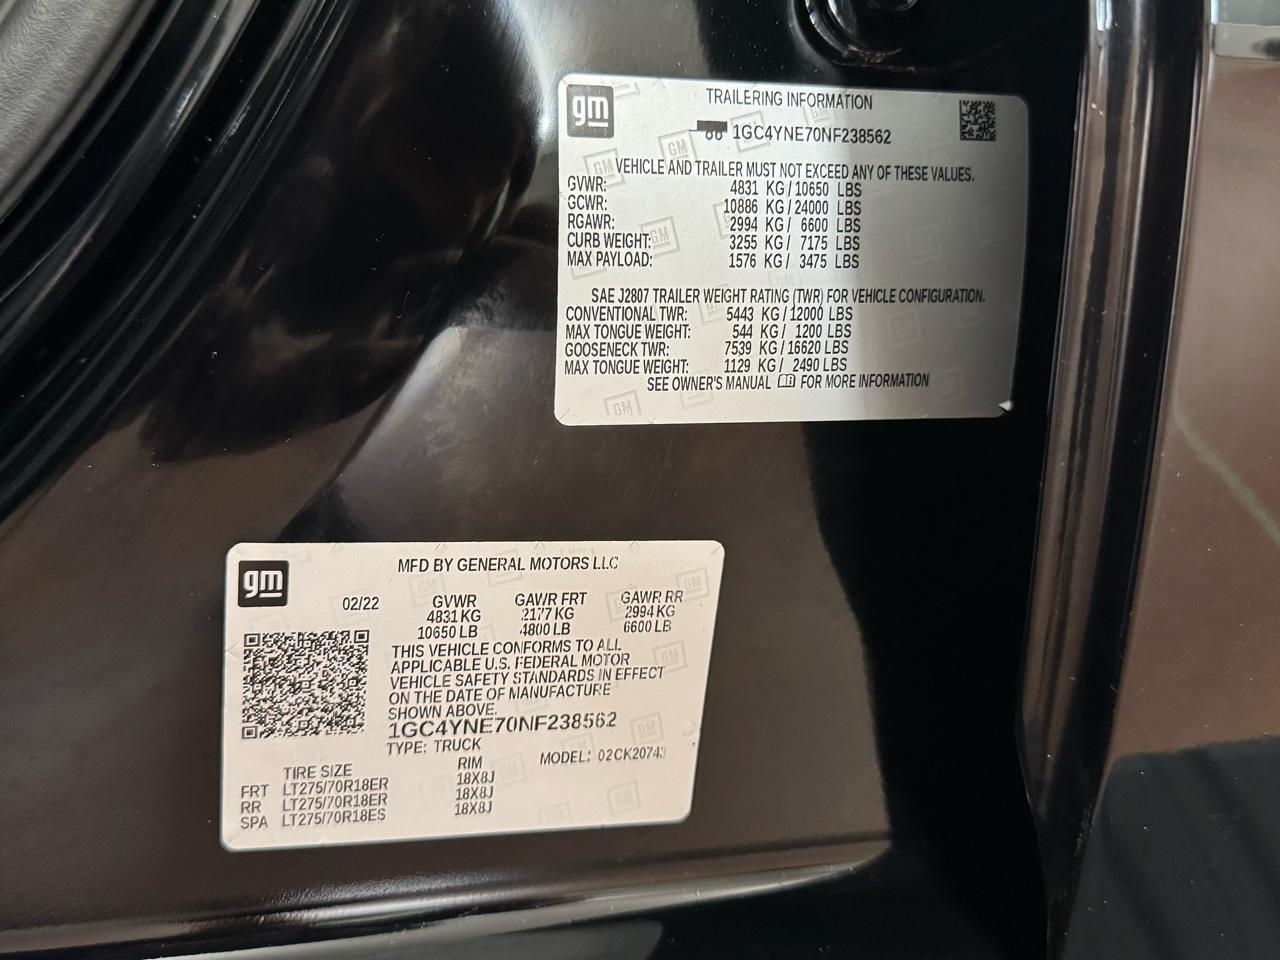 gm
TRAILERING INFORMATION
1GC4YNE70NF238562
VEHICLE AND TRAILER MUST NOT EXCEED ANY OF THESE VALUES.
GVWR: 4831 KG / 10650 LBS
GCWR: 10886 KG / 24000 LBS
RGAWR: 2994 KG / 6600 LBS
CURB WEIGHT: 3255 KG / 7175 LBS
MAX PAYLOAD: 1576 KG / 3475 LBS
SAE J2807 TRAILER WEIGHT RATING (TWR) FOR VEHICLE CONFIGURATION.
CONVENTIONAL TWR: 5443 KG / 12000 LBS
MAX TONGUE WEIGHT: 544 KG / 1200 LBS
GOOSENECK TWR: 7539 KG / 16620 LBS
MAX TONGUE WEIGHT: 1129 KG / 2490 LBS
SEE OWNER'S MANUAL FOR MORE INFORMATION
gm
MFD BY GENERAL MOTORS LLC
02/22 GVWR GAWR FRT GAWR RR
4831 KG 2177 KG 2994 KG
10650 LB 4800 LB 6600 LB
THIS VEHICLE CONFORMS TO ALL
APPLICABLE U.S. FEDERAL MOTOR
VEHICLE SAFETY STANDARDS IN EFFECT
ON THE DATE OF MANUFACTURE
SHOWN ABOVE.
1GC4YNE70NF238562
TYPE: TRUCK
MODEL: 02CK20743
TIRE SIZE RIM
FRT LT275/70R18ER 18X8J
RR LT275/70R18ER 18X8J
SPA LT275/70R18ES 18X8J